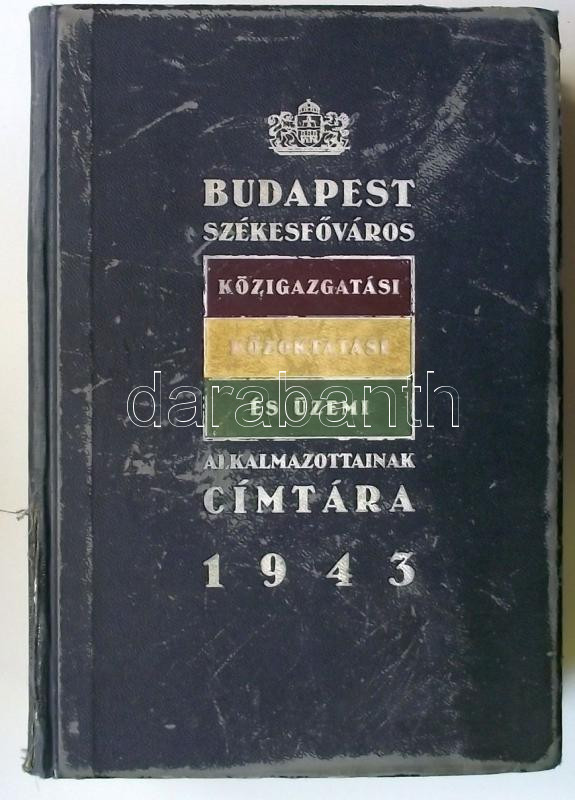 BUDAPEST
SZÉKESFŐVÁROS
KÖZIGAZGATÁSI
KÖZOKTATÁSI
ÉS ÜZEMI
darabanth
ALKALMAZOTTAINAK
CÍMTÁRA
1943